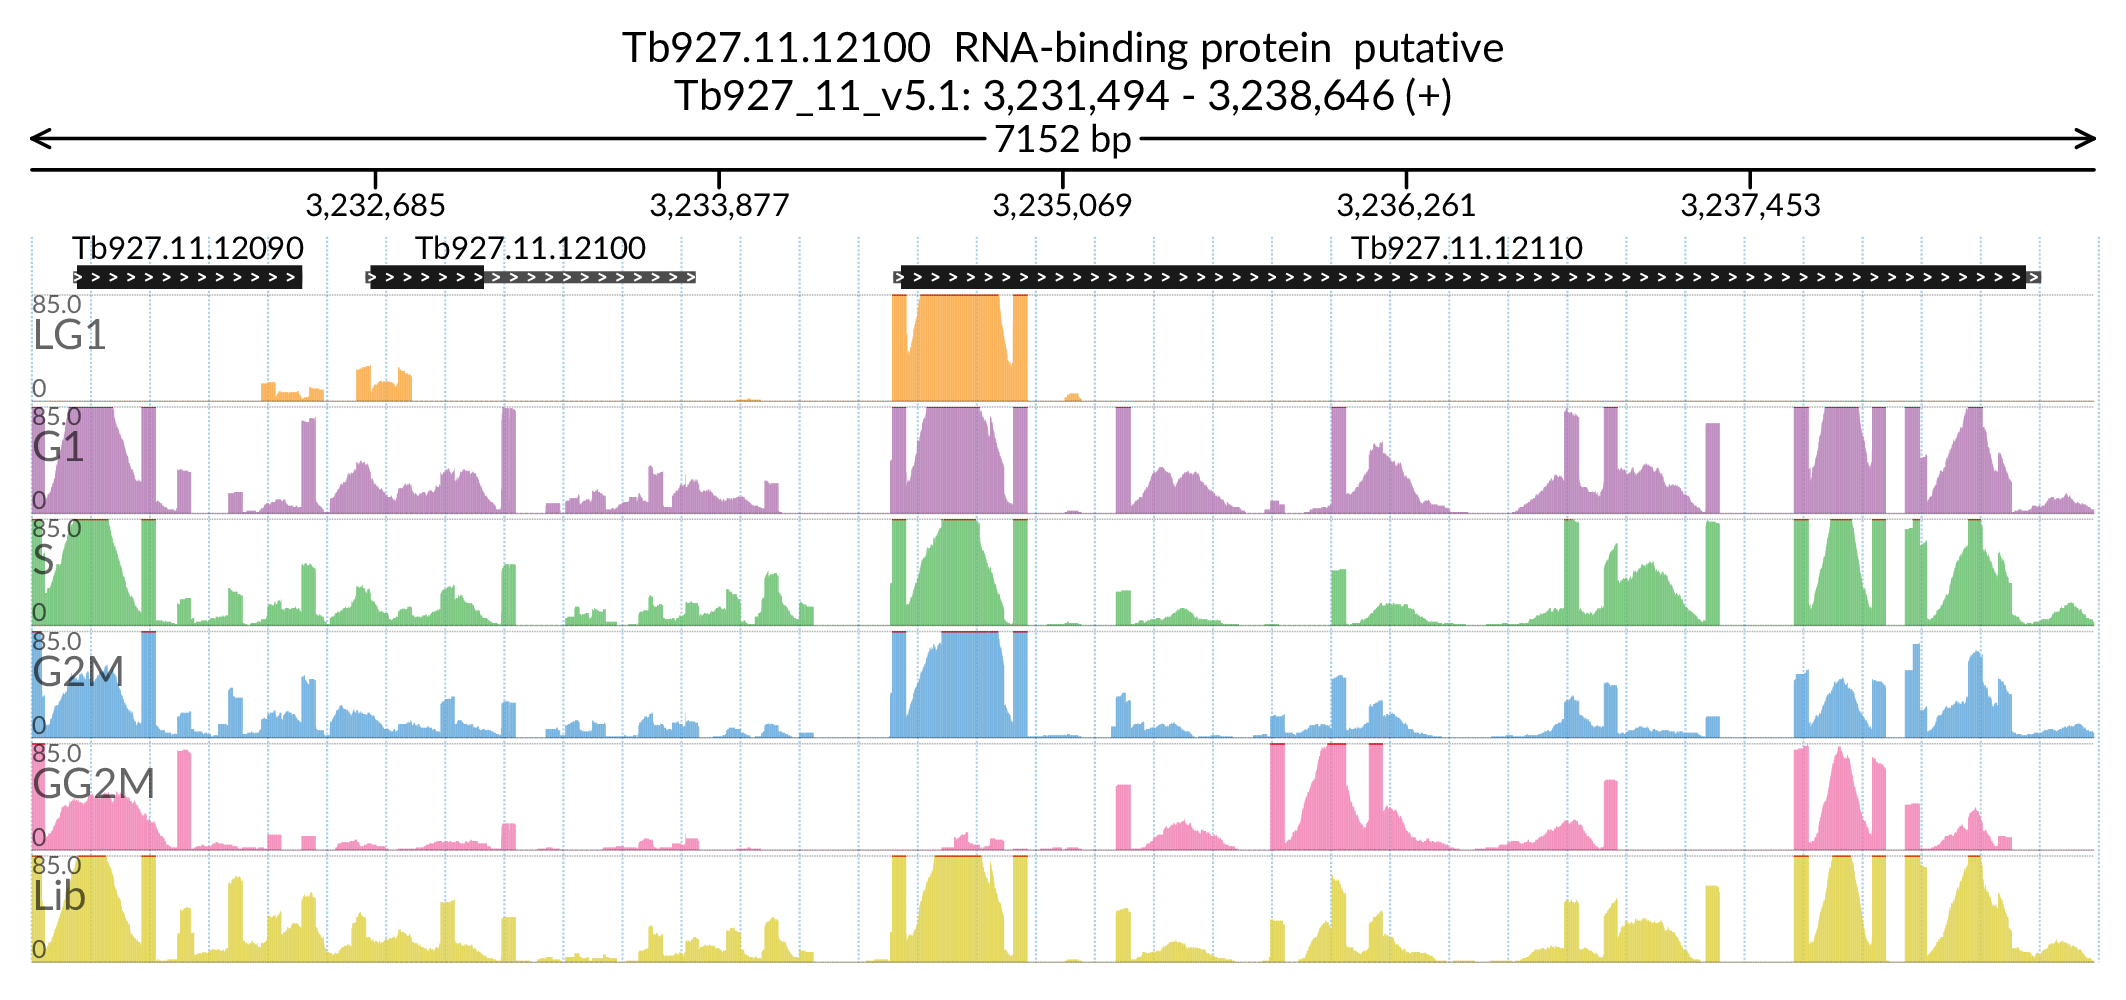 Tb927.11.12100  RNA-binding protein  putative
Tb927_11_v5.1: 3,231,494 - 3,238,646 (+)
7152 bp
3,232,685 3,233,877 3,235,069 3,236,261 3,237,453
Tb927.11.12090 Tb927.11.12100 Tb927.11.12110
85.0
LG1
0
85.0
G1
0
85.0
S
0
85.0
G2M
0
85.0
GG2M
0
85.0
Lib
0